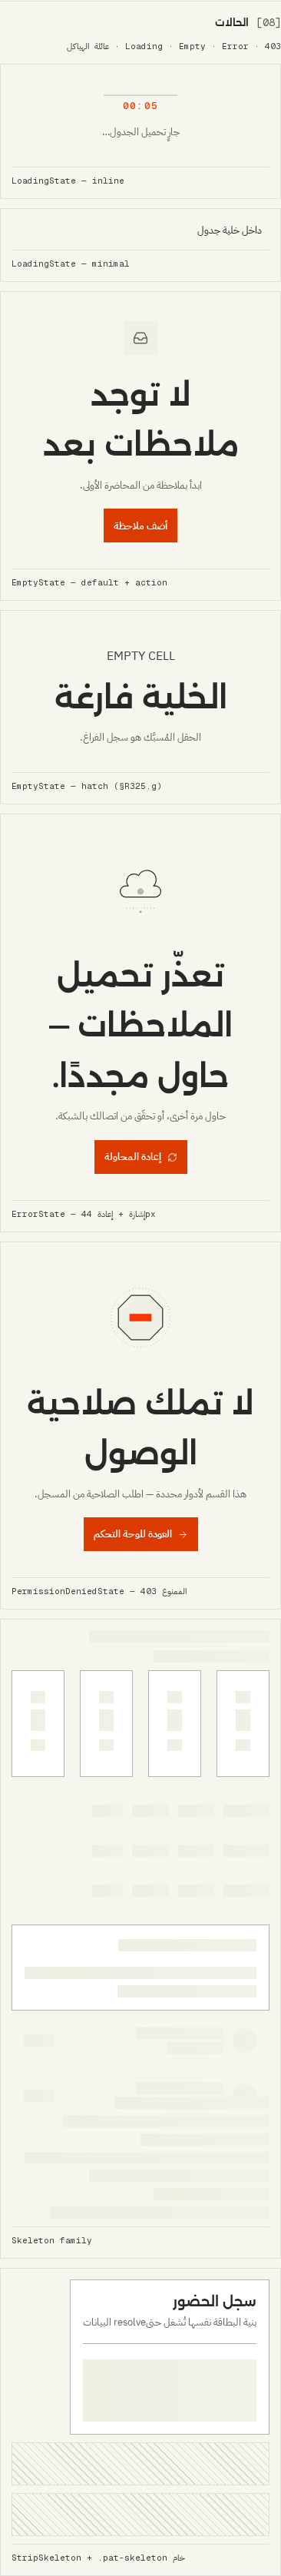 [08] الحالات
عائلة الهياكل · Loading · Empty · Error · 403
00:05
جارٍ تحميل الجدول…
LoadingState — inline
داخل خلية جدول
LoadingState — minimal
لا توجد
ملاحظات بعد
ابدأ بملاحظة من المحاضرة الأولى.
أضف ملاحظة
EmptyState — default + action
EMPTY CELL
الخلية فارغة
الحقل المُسبَّك هو سجل الفراغ.
EmptyState — hatch (§R325.g)
تعذّر تحميل
الملاحظات —
حاول مجددًا.
حاول مرة أخرى، أو تحقّق من اتصالك بالشبكة.
إعادة المحاولة
ErrorState — 44 إشارة + إعادةpx
لا تملك صلاحية
الوصول
هذا القسم لأدوار محددة — اطلب الصلاحية من المسجل.
العودة للوحة التحكم
PermissionDeniedState — 403 الممنوع
Skeleton family
سجل الحضور
بنية البطاقة نفسها تُشغل حتىresolve البيانات
StripSkeleton + .pat-skeleton خام